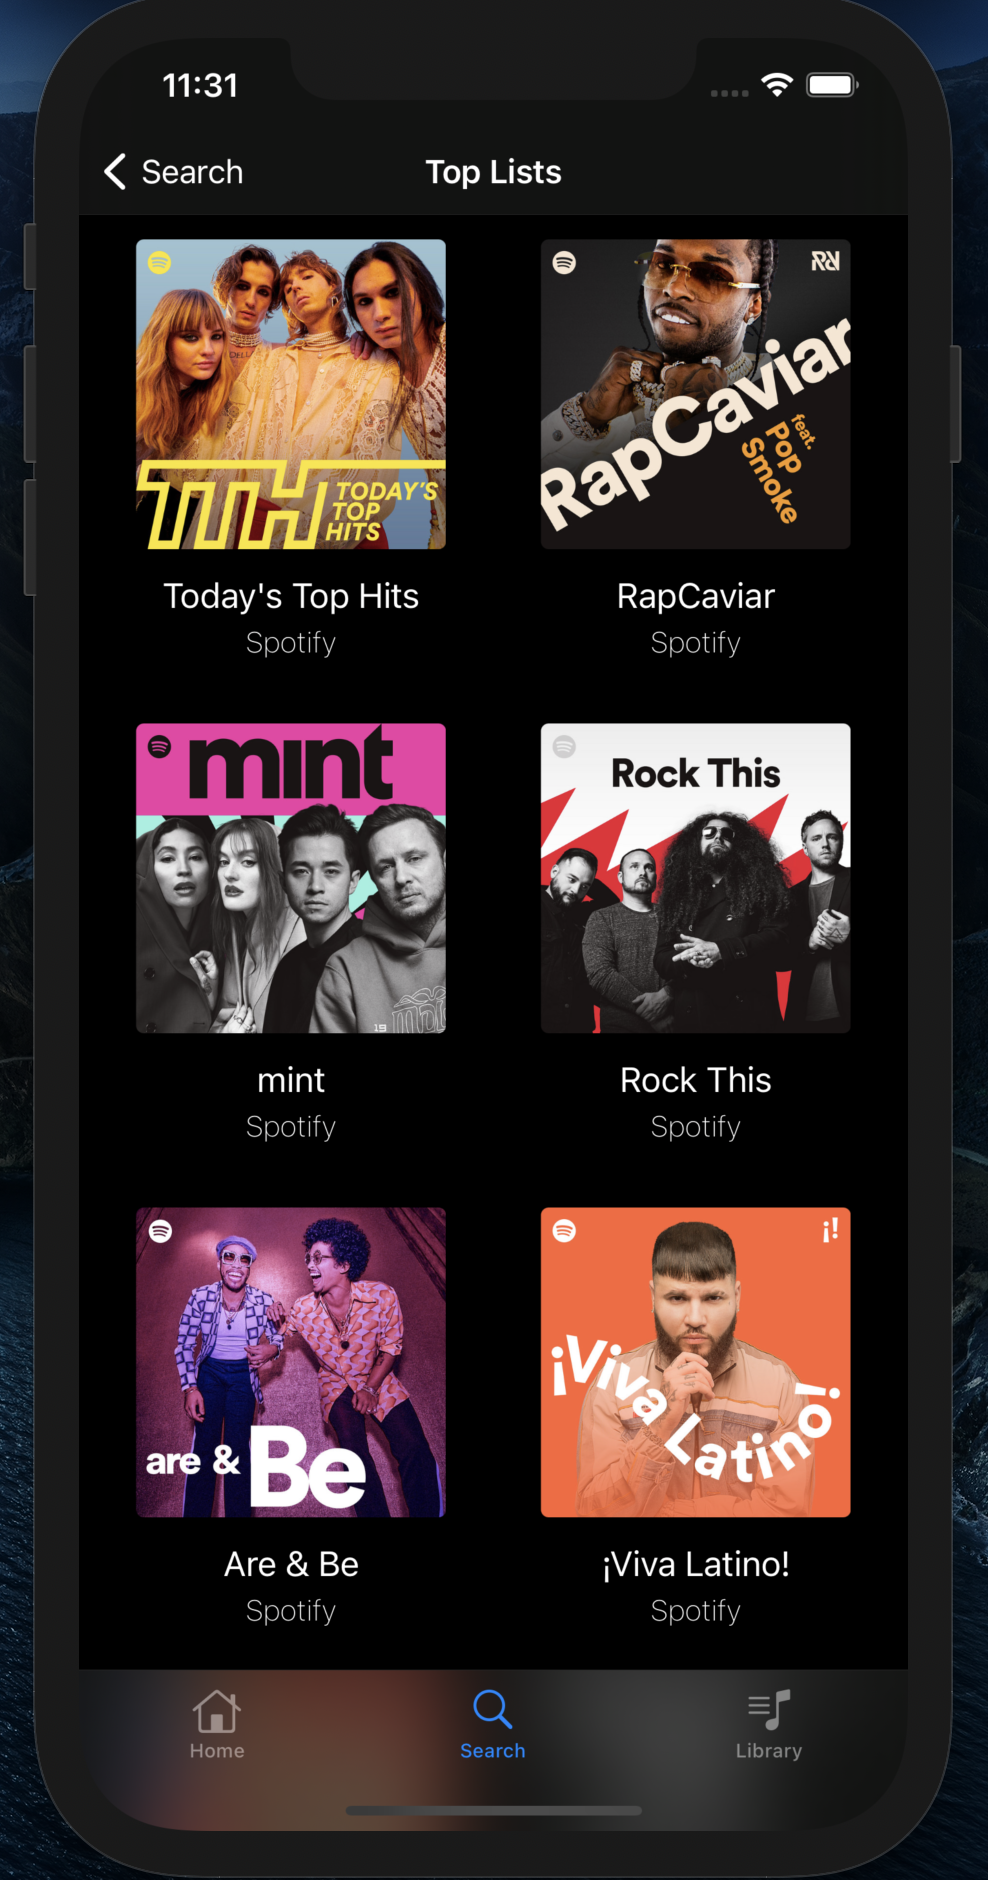 11:31
Search
Top Lists
TTH TODAY'S
TOP
HITS
RapCaviar
feat.
Pop
Smoke
Today's Top Hits
Spotify
RapCaviar
Spotify
mint
19
Rock This
mint
Spotify
Rock This
Spotify
are & Be
¡!
¡Viva Latino!
Are & Be
Spotify
¡Viva Latino!
Spotify
Home
Search
Library